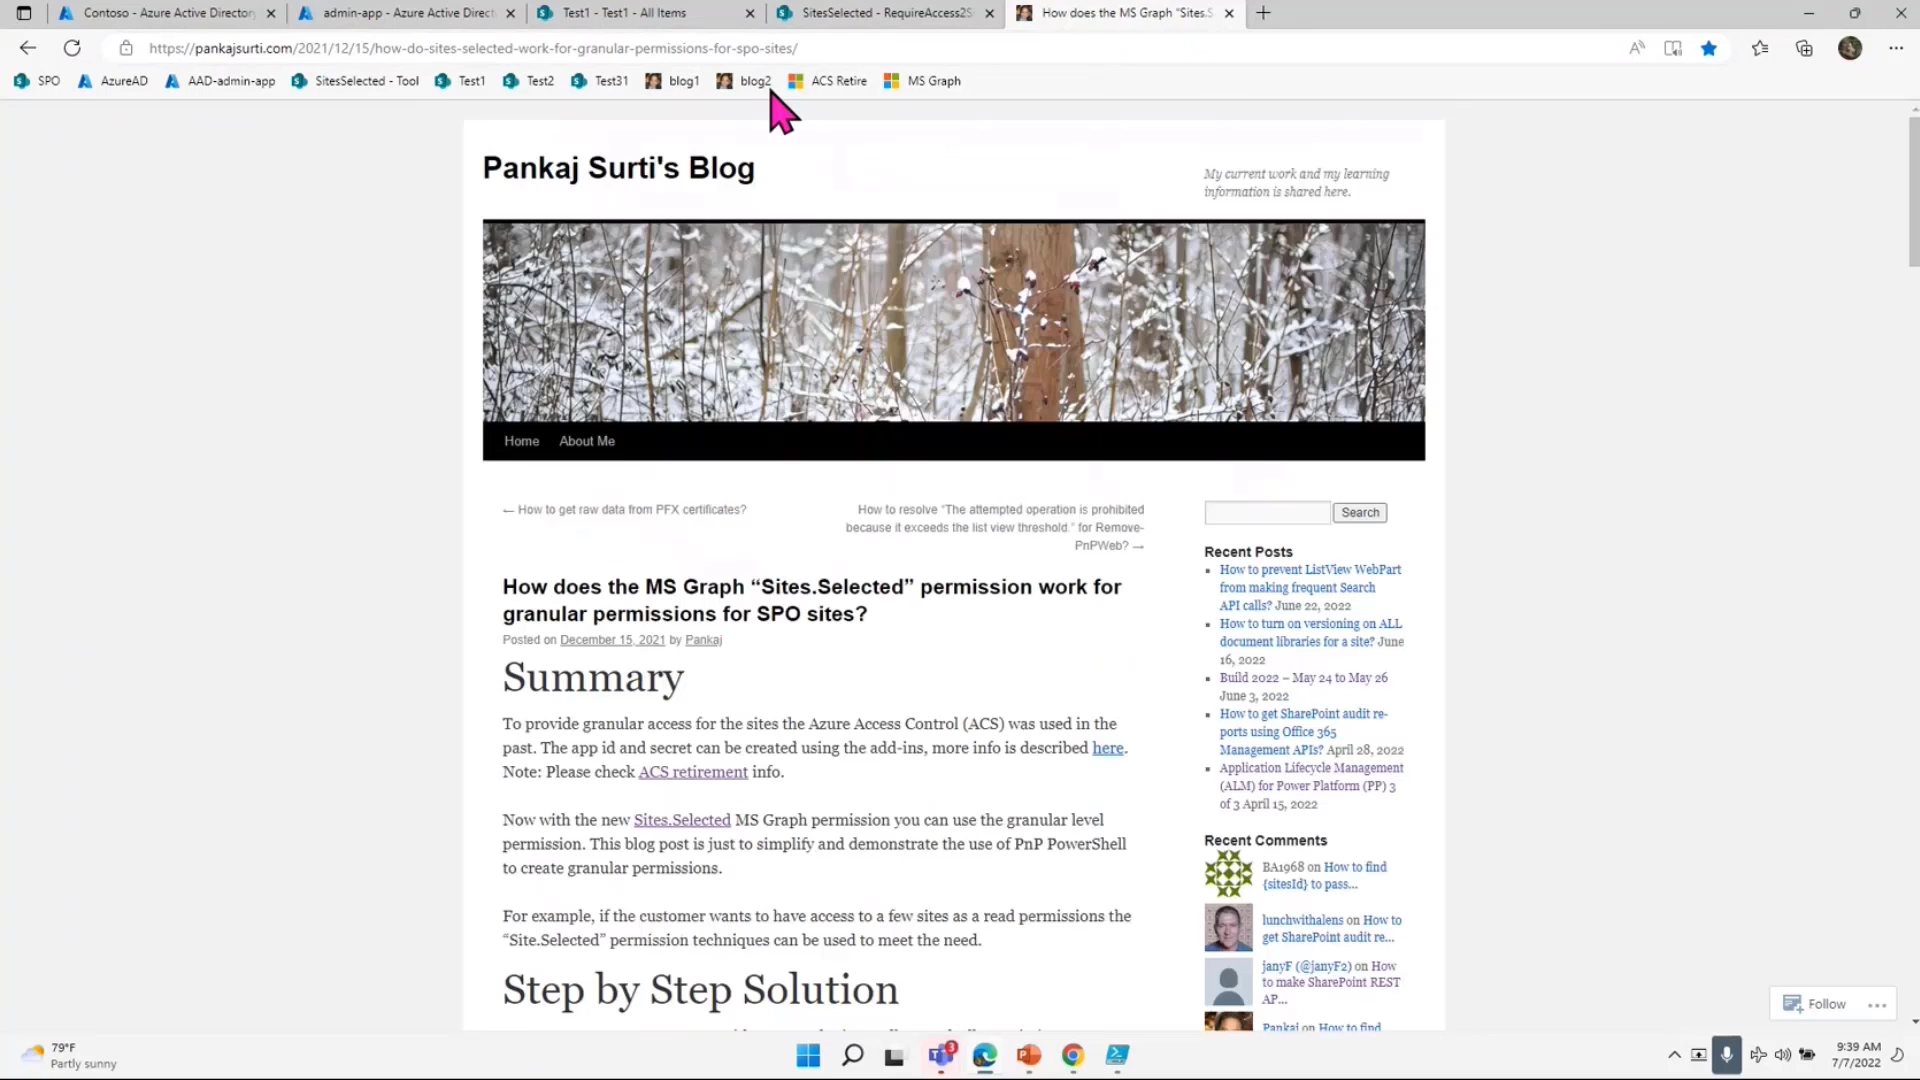 Contoso - Azure Active Directory
admin-app - Azure Active Direct
Test1 - Test1 - All Items
SitesSelected - RequireAccess2S
How does the MS Graph “Sites.S
https://pankajsurti.com/2021/12/15/how-do-sites-selected-work-for-granular-permissions-for-spo-sites/
SPO AzureAD AAD-admin-app SitesSelected - Tool Test1 Test2 Test31 blog1 blog2 ACS Retire MS Graph
Pankaj Surti's Blog
My current work and my learning
information is shared here.
Home About Me
← How to get raw data from PFX certificates?
How to resolve “The attempted operation is prohibited
because it exceeds the list view threshold.” for Remove-
PnPWeb? →
How does the MS Graph “Sites.Selected” permission work for
granular permissions for SPO sites?
Posted on December 15, 2021 by Pankaj
Summary
To provide granular access for the sites the Azure Access Control (ACS) was used in the
past. The app id and secret can be created using the add-ins, more info is described here.
Note: Please check ACS retirement info.
Now with the new Sites.Selected MS Graph permission you can use the granular level
permission. This blog post is just to simplify and demonstrate the use of PnP PowerShell
to create granular permissions.
For example, if the customer wants to have access to a few sites as a read permissions the
“Site.Selected” permission techniques can be used to meet the need.
Step by Step Solution
Search
Recent Posts
How to prevent ListView WebPart
from making frequent Search
API calls? June 22, 2022
How to turn on versioning on ALL
document libraries for a site? June
16, 2022
Build 2022 – May 24 to May 26
June 3, 2022
How to get SharePoint audit re-
ports using Office 365
Management APIs? April 28, 2022
Application Lifecycle Management
(ALM) for Power Platform (PP) 3
of 3 April 15, 2022
Recent Comments
BA1968 on How to find
{sitesId} to pass...
lunchwithalens on How to
get SharePoint audit re...
janyF (@janyF2) on How
to make SharePoint REST
AP...
Pankaj on How to find
Follow
79°F
Partly sunny
3
9:39 AM
7/7/2022